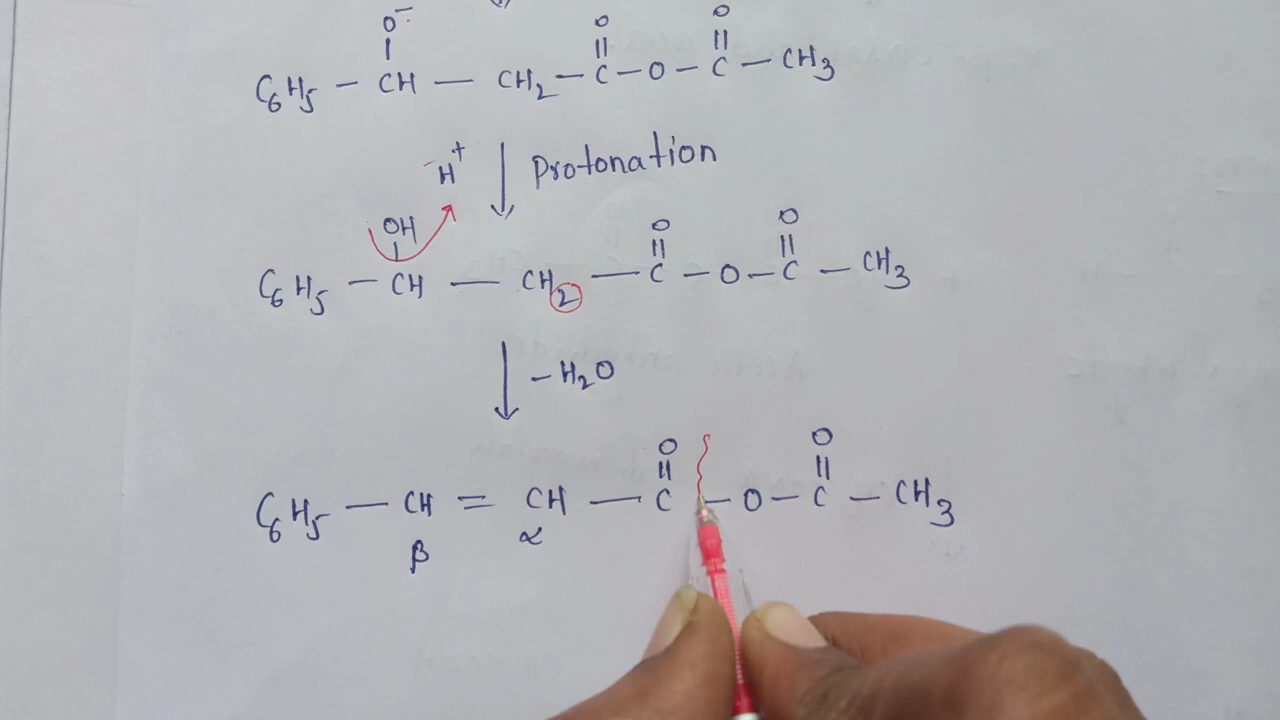 O⁻ O O
C₆H₅ — CH — CH₂ — C — O — C — CH₃
H⁺ Protonation
OH O O
C₆H₅ — CH — CH₂ — C — O — C — CH₃
– H₂O
O O
C₆H₅ — CH = CH — C — O — C — CH₃
β α